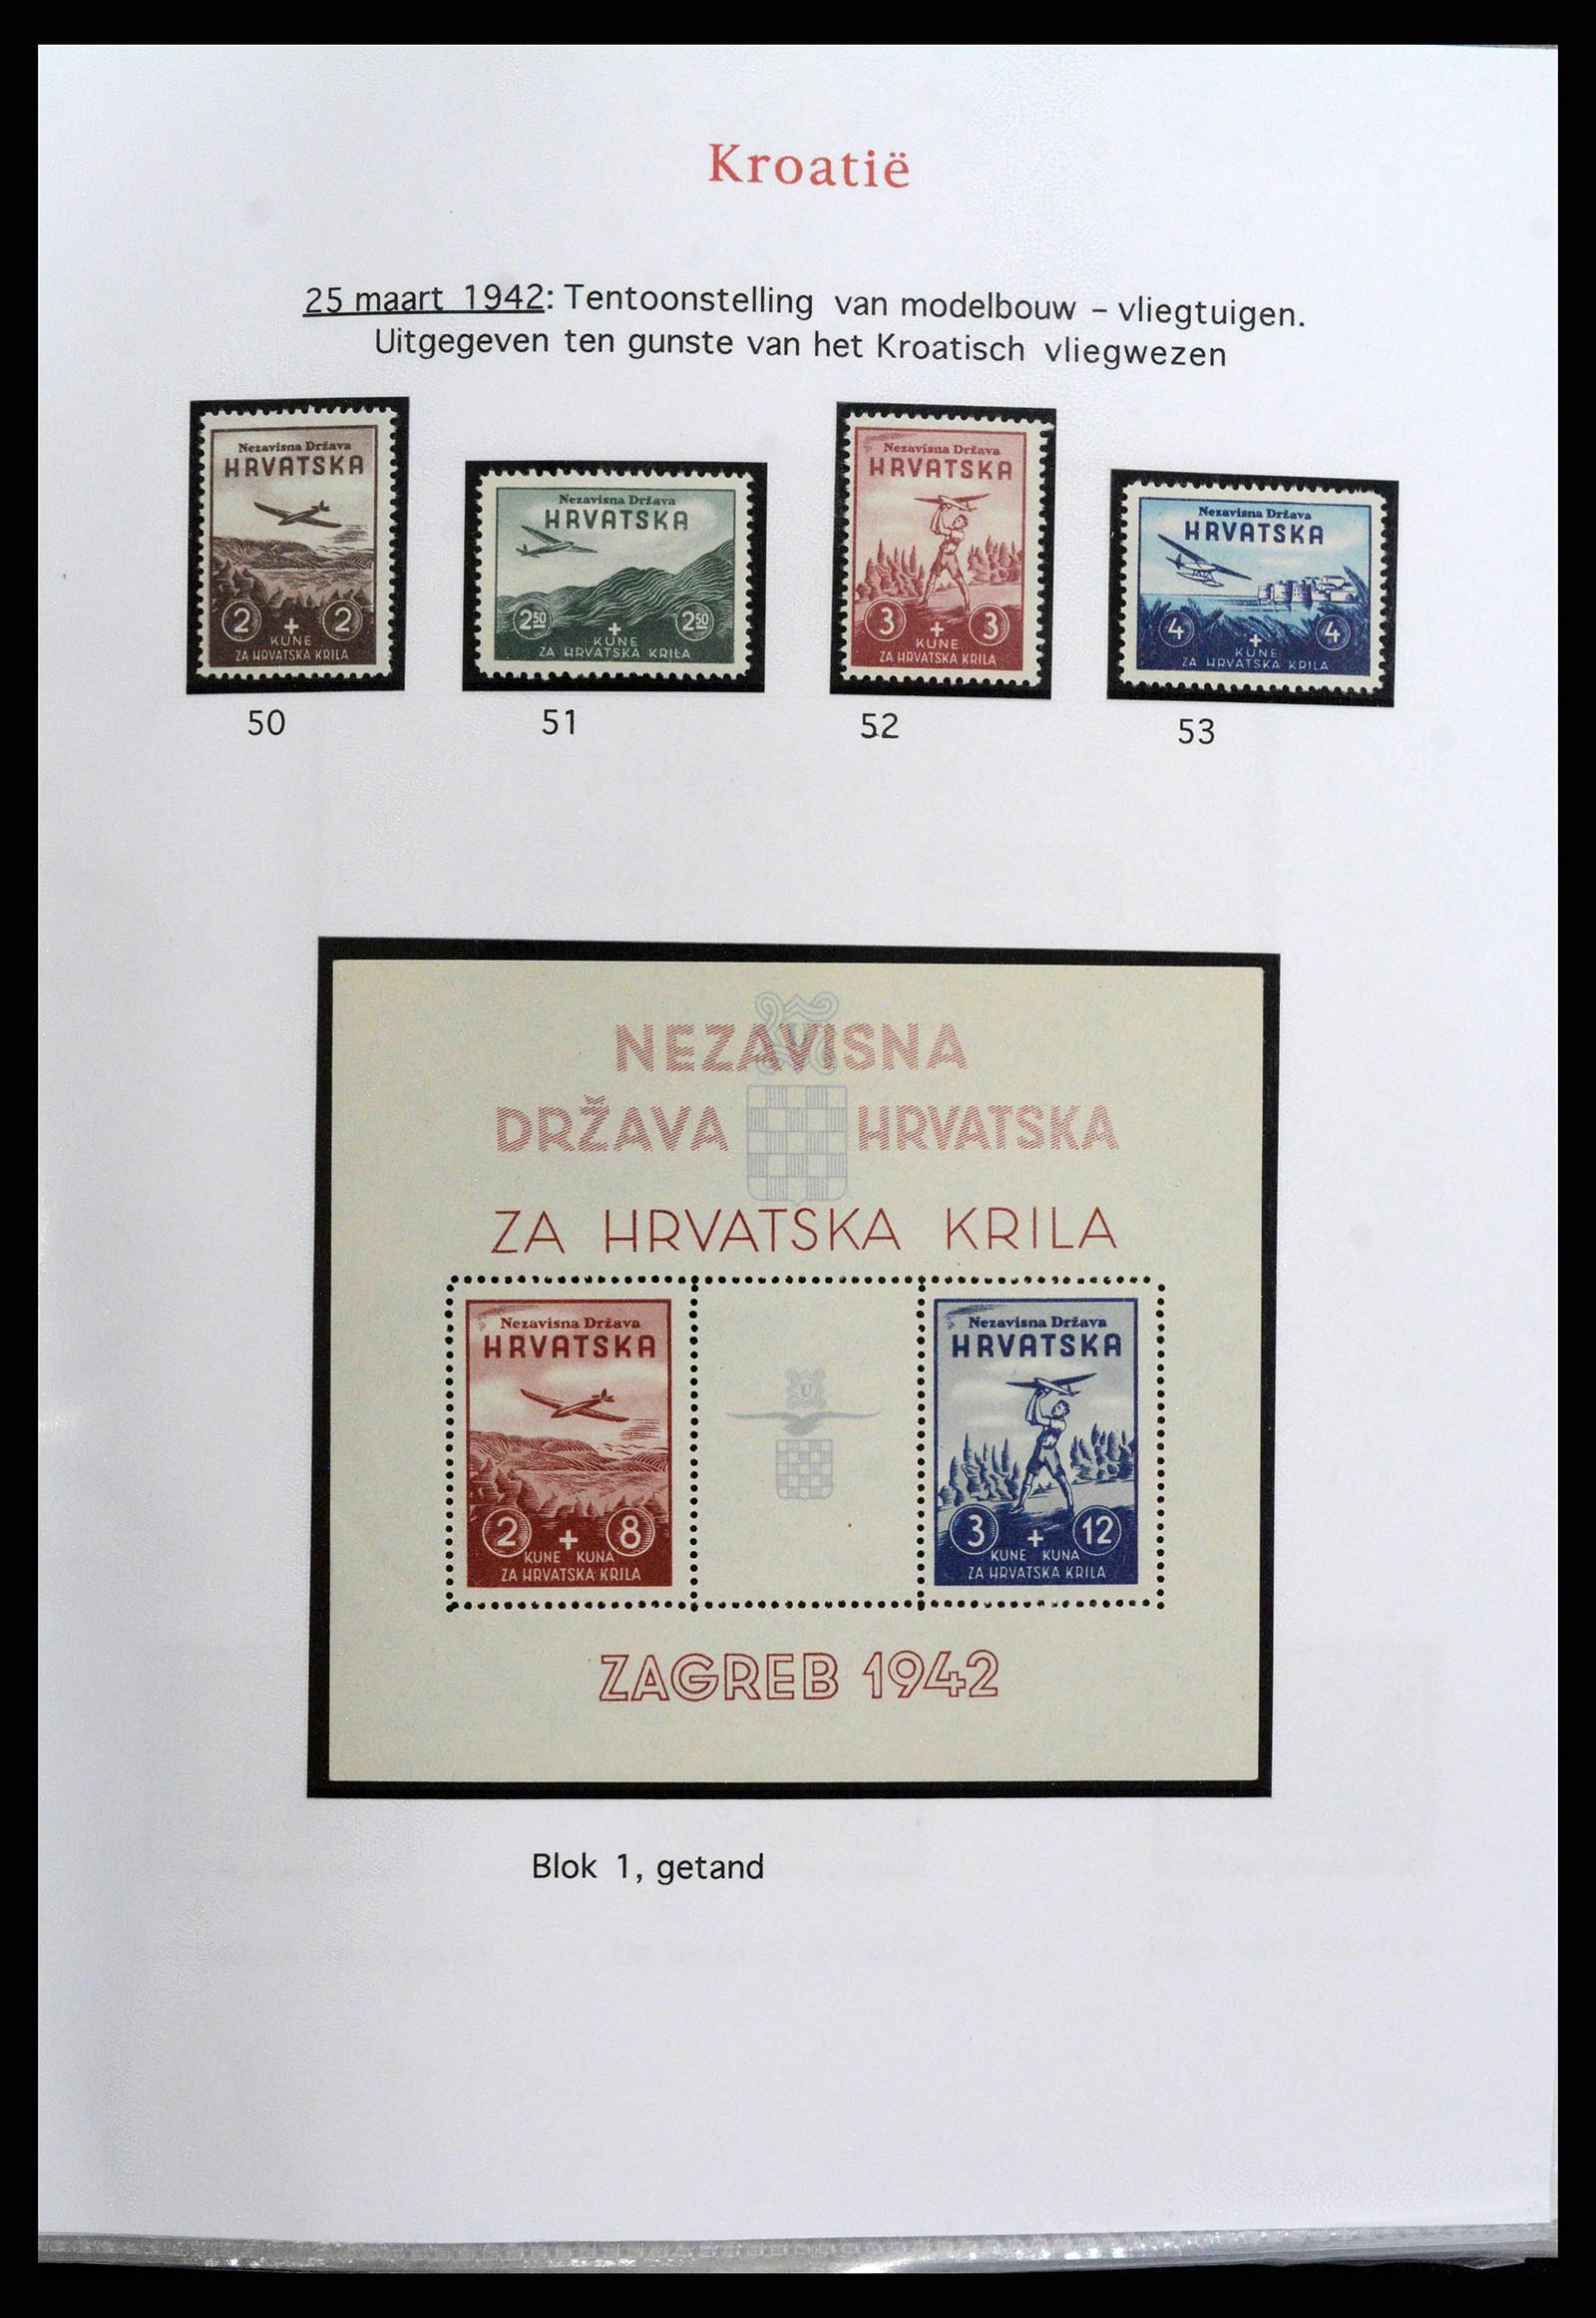 Kroatië
25 maart 1942: Tentoonstelling van modelbouw – vliegtuigen.
Uitgegeven ten gunste van het Kroatisch vliegwezen
Nezavisna Država
HRVATSKA
2 + 2
KUNE
ZA HRVATSKA KRILA
50
Nezavisna Država
HRVATSKA
250 + 250
KUNE
ZA HRVATSKA KRILA
51
Nezavisna Država
HRVATSKA
3 + 3
KUNE
ZA HRVATSKA KRILA
52
Nezavisna Država
HRVATSKA
4 + 4
KUNE
ZA HRVATSKA KRILA
53
NEZAVISNA
DRŽAVA HRVATSKA
ZA HRVATSKA KRILA
Nezavisna Država
HRVATSKA
2 + 8
KUNE KUNA
ZA HRVATSKA KRILA
U
Nezavisna Država
HRVATSKA
3 + 12
KUNE KUNA
ZA HRVATSKA KRILA
ZAGREB 1942
Blok 1, getand